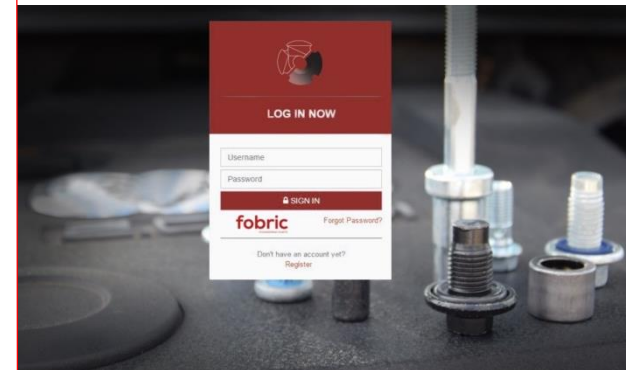 LOG IN NOW
Username
Password
SIGN IN
fobric
Forgot Password?
Don't have an account yet?
Register